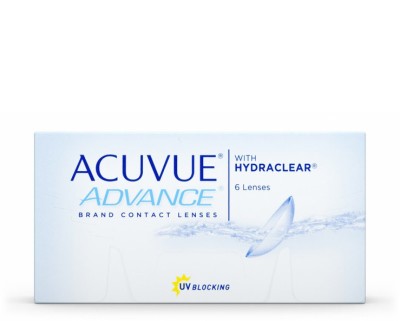 ACUVUE®
ADVANCE®
BRAND CONTACT LENSES
WITH
HYDRACLEAR®
6 Lenses
UV BLOCKING